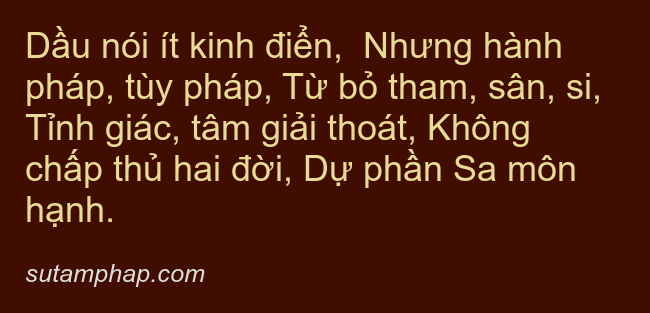 Dầu nói ít kinh điển,  Nhưng hành
pháp, tùy pháp, Từ bỏ tham, sân, si,
Tỉnh giác, tâm giải thoát, Không
chấp thủ hai đời, Dự phần Sa môn
hạnh.
sutamphap.com